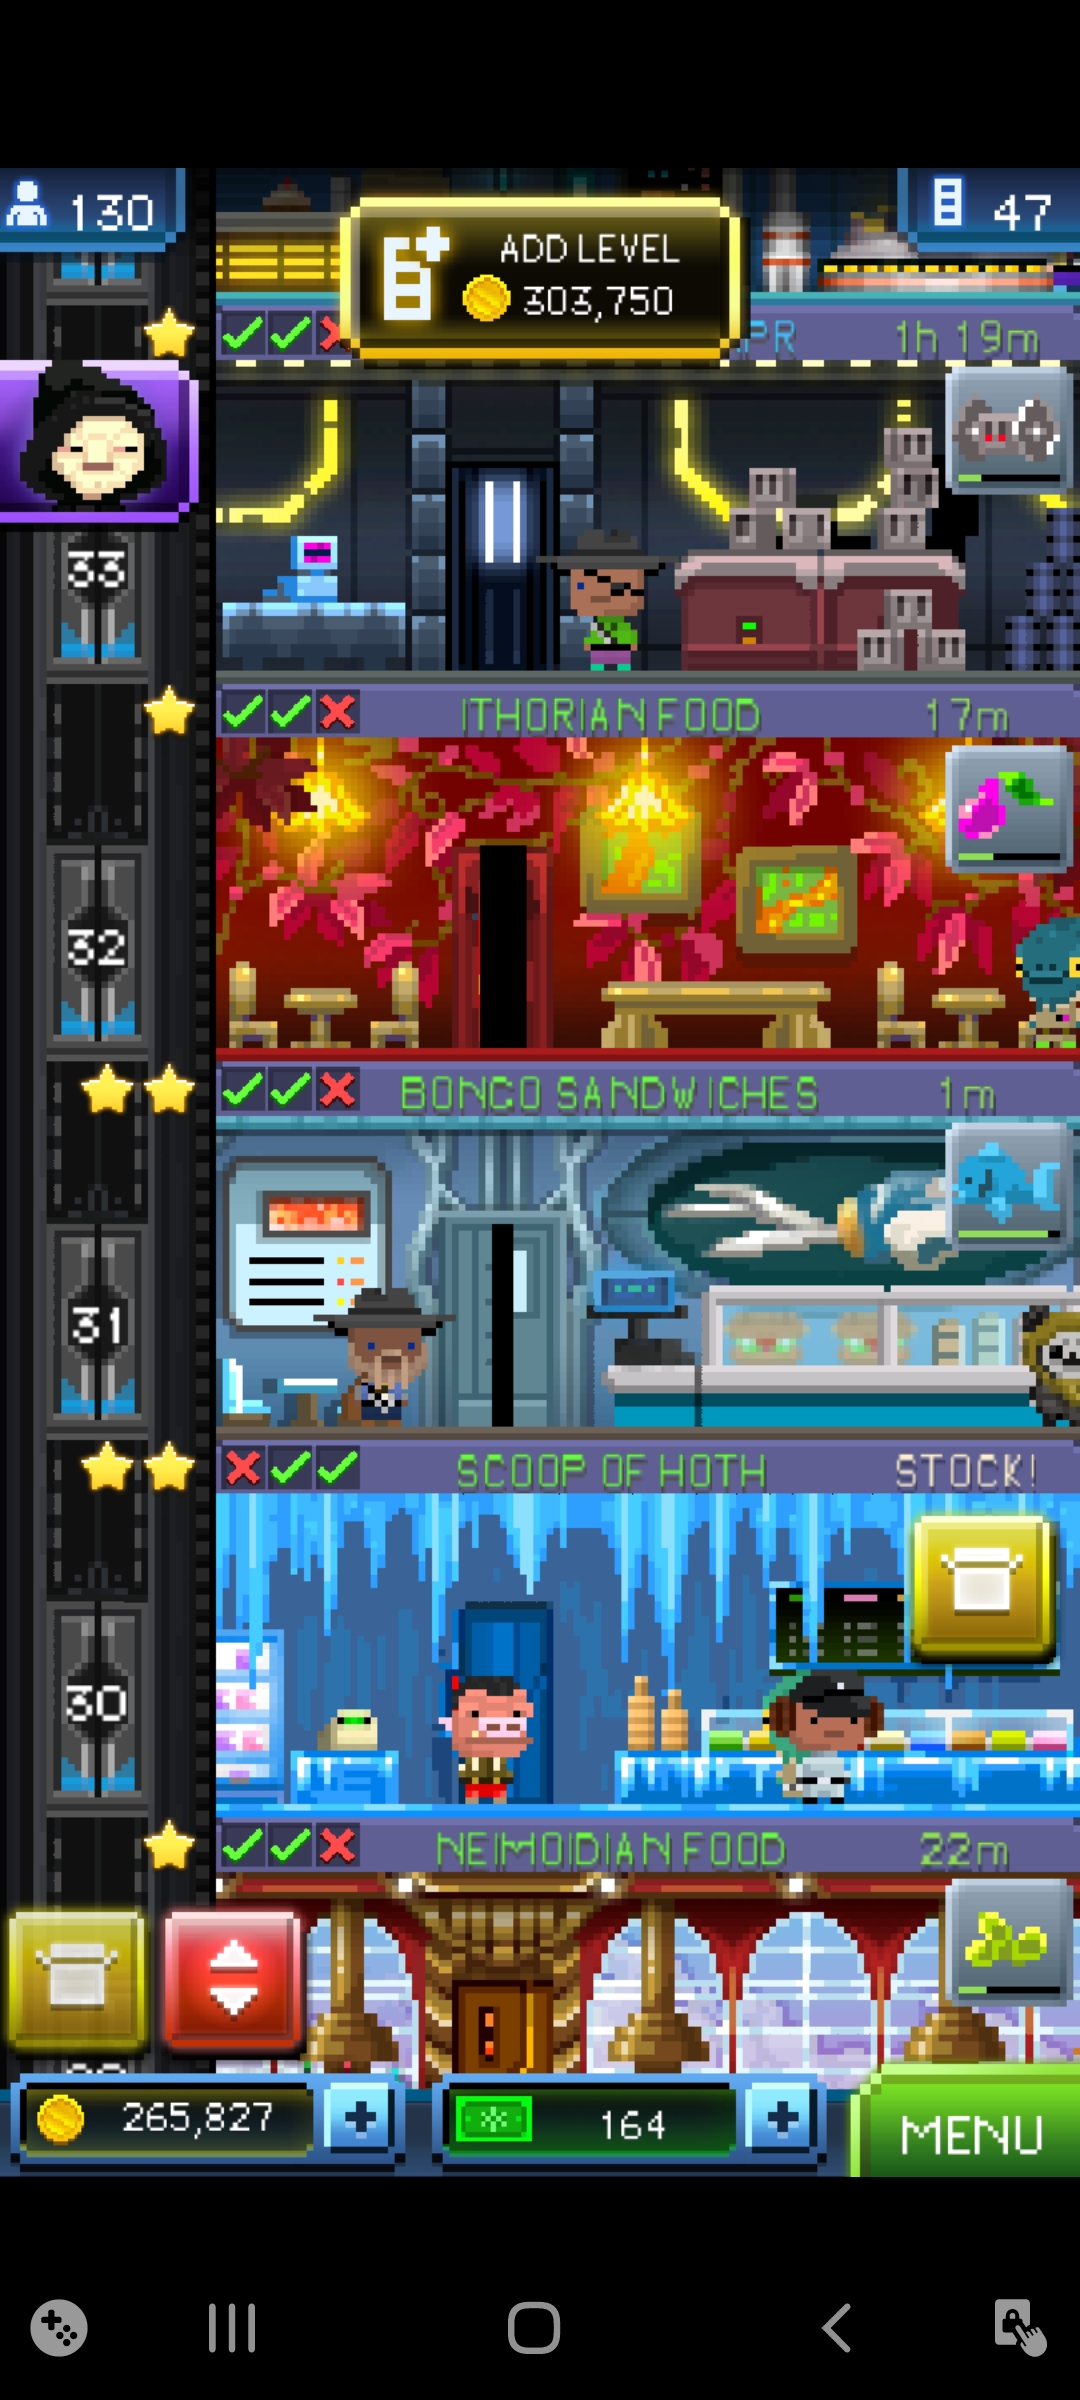 130
ADD LEVEL
303,750
47
PR
1h 19m
33
ITHORIAN FOOD
17m
32
BONGO SANDWICHES
1m
31
SCOOP OF HOTH
STOCK!
30
NEIMOIDIAN FOOD
22m
265,827
164
MENU